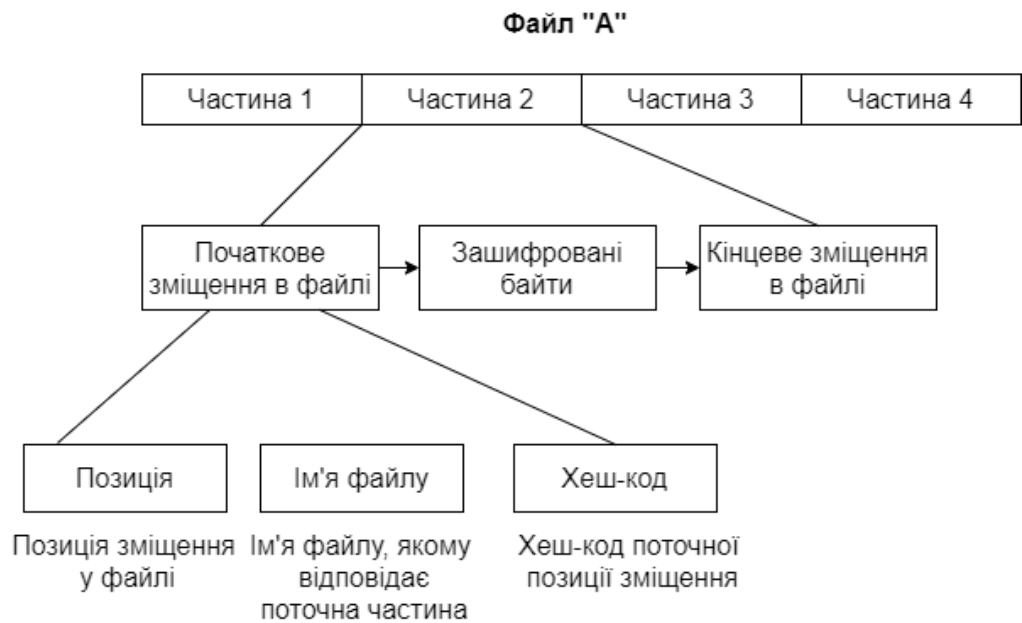 Файл "А"
Частина 1
Частина 2
Частина 3
Частина 4
Початкове
зміщення в файлі
Зашифровані
байти
Кінцеве зміщення
в файлі
Позиція
Ім'я файлу
Хеш-код
Позиція зміщення
у файлі
Ім'я файлу, якому
відповідає
поточна частина
Хеш-код поточної
позиції зміщення